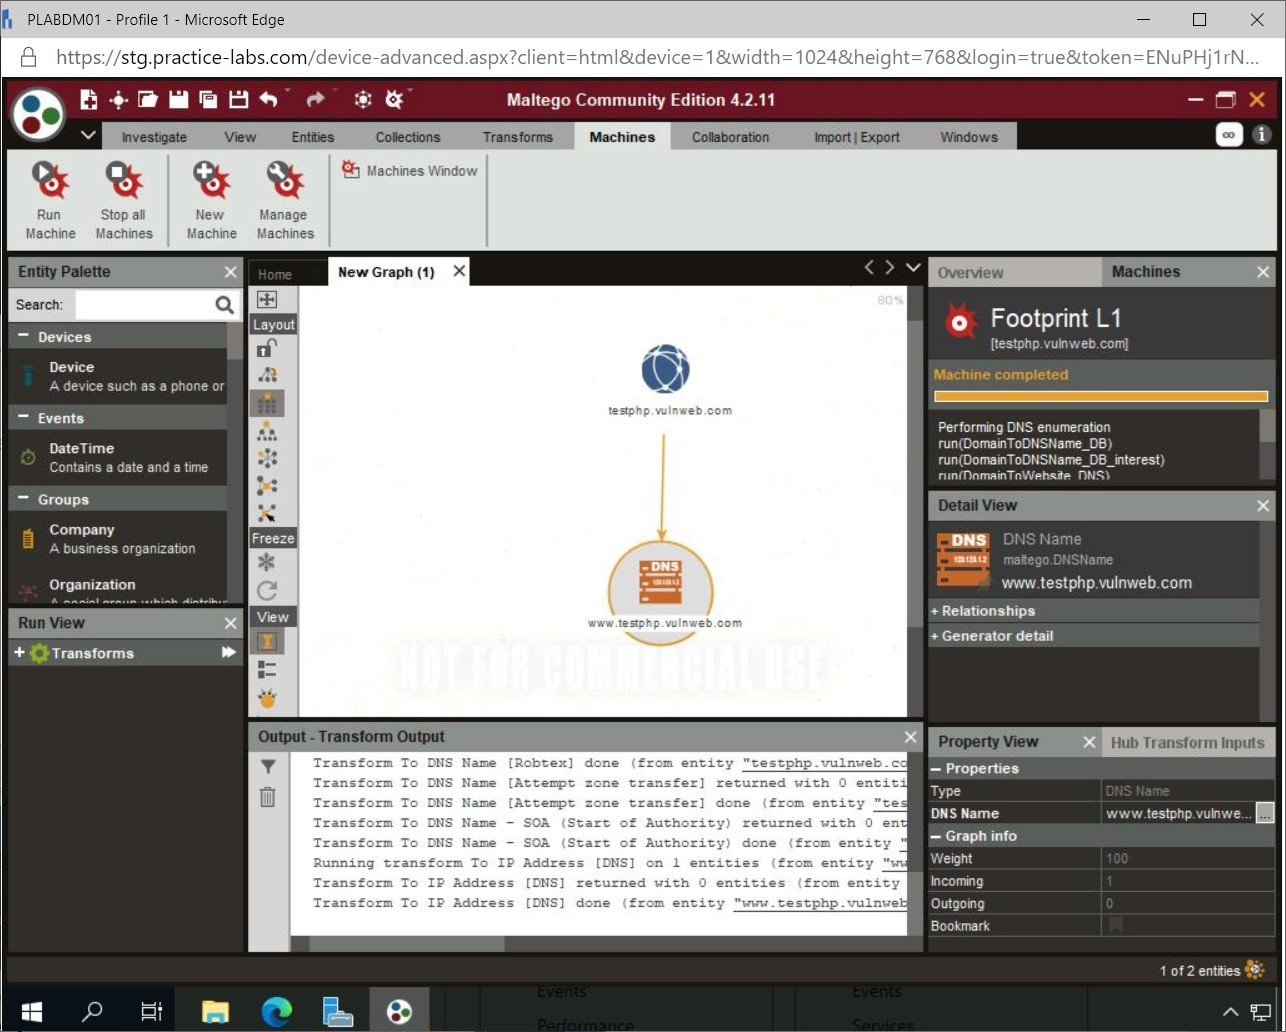 PLABDM01 - Profile 1 - Microsoft Edge
https://stg.practice-labs.com/device-advanced.aspx?client=html&device=1&width=1024&height=768&login=true&token=ENuPHj1rN...
Maltego Community Edition 4.2.11
Investigate View Entities Collections Transforms Machines Collaboration Import | Export Windows
Run Machine
Stop all Machines
New Machine
Manage Machines
Machines Window
Entity Palette
Search:
Devices
Device
A device such as a phone or
Events
DateTime
Contains a date and a time
Groups
Company
A business organization
Organization
A social group which distribu
Run View
Transforms
Home
New Graph (1)
Layout
Freeze
View
80%
testphp.vulnweb.com
DNS
123.123.1.2
www.testphp.vulnweb.com
NOT FOR COMMERCIAL USE
Output - Transform Output
Transform To DNS Name [Robtex] done (from entity "testphp.vulnweb.co
Transform To DNS Name [Attempt zone transfer] returned with 0 entiti
Transform To DNS Name [Attempt zone transfer] done (from entity "tes
Transform To DNS Name - SOA (Start of Authority) returned with 0 ent
Transform To DNS Name - SOA (Start of Authority) done (from entity "
Running transform To IP Address [DNS] on 1 entities (from entity "ww
Transform To IP Address [DNS] returned with 0 entities (from entity
Transform To IP Address [DNS] done (from entity "www.testphp.vulnweb
Overview
Machines
Footprint L1
[testphp.vulnweb.com]
Machine completed
Performing DNS enumeration
run(DomainToDNSName_DB)
run(DomainToDNSName_DB_interest)
run(DomainToWebsite_DNS)
Detail View
DNS
123.123.1.2
DNS Name
maltego.DNSName
www.testphp.vulnweb.com
+ Relationships
+ Generator detail
Property View
Hub Transform Inputs
Properties
Type DNS Name
DNS Name www.testphp.vulnwe... ...
Graph info
Weight 100
Incoming 1
Outgoing 0
Bookmark
1 of 2 entities
Events Events
Performance Services